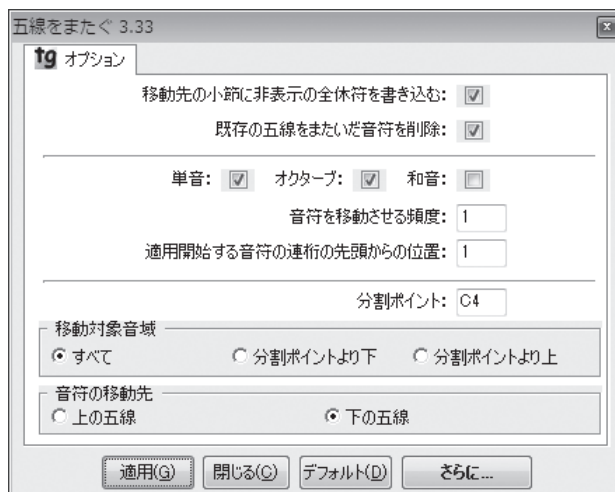 五線をまたぐ 3.33
tg オプション
移動先の小節に非表示の全休符を書き込む:
既存の五線をまたいだ音符を削除:
単音: オクターブ: 和音:
音符を移動させる頻度: 1
適用開始する音符の連桁の先頭からの位置: 1
分割ポイント: C4
移動対象音域
すべて 分割ポイントより下 分割ポイントより上
音符の移動先
上の五線 下の五線
適用(G) 閉じる(C) デフォルト(D) さらに...